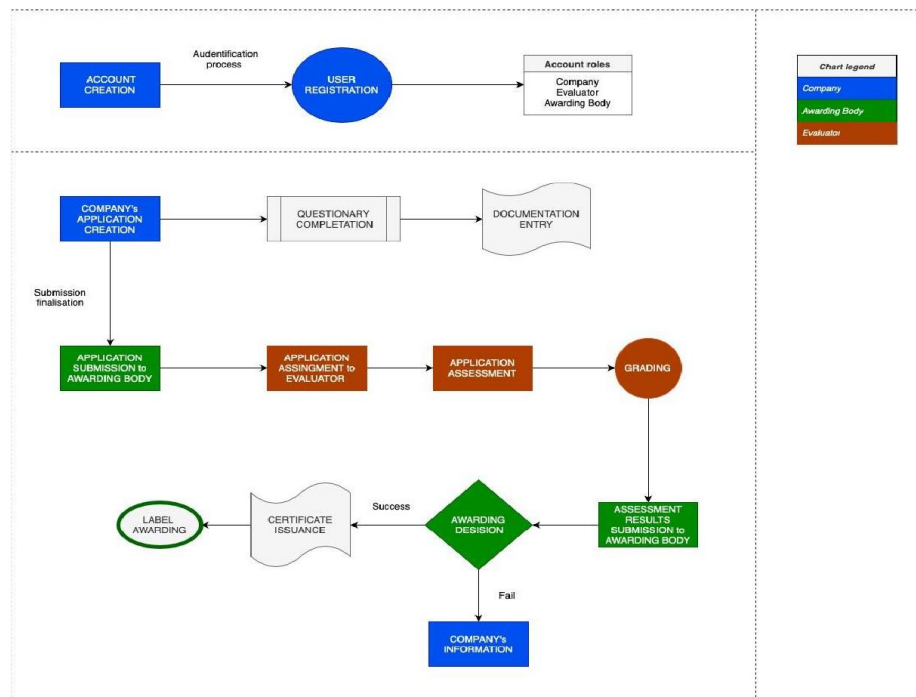 Audentification
process
ACCOUNT
CREATION
USER
REGISTRATION
Account roles
Company
Evaluator
Awarding Body
Chart legend
Company
Awarding Body
Evaluator
COMPANY's
APPLICATION
CREATION
QUESTIONARY
COMPLETION
DOCUMENTATION
ENTRY
Submission
finalisation
APPLICATION
SUBMISSION to
AWARDING BODY
APPLICATION
ASSINGMENT to
EVALUATOR
APPLICATION
ASSESSMENT
GRADING
LABEL
AWARDING
CERTIFICATE
ISSUANCE
Success
AWARDING
DESISION
ASSESSMENT
RESULTS
SUBMISSION to
AWARDING BODY
Fail
COMPANY's
INFORMATION